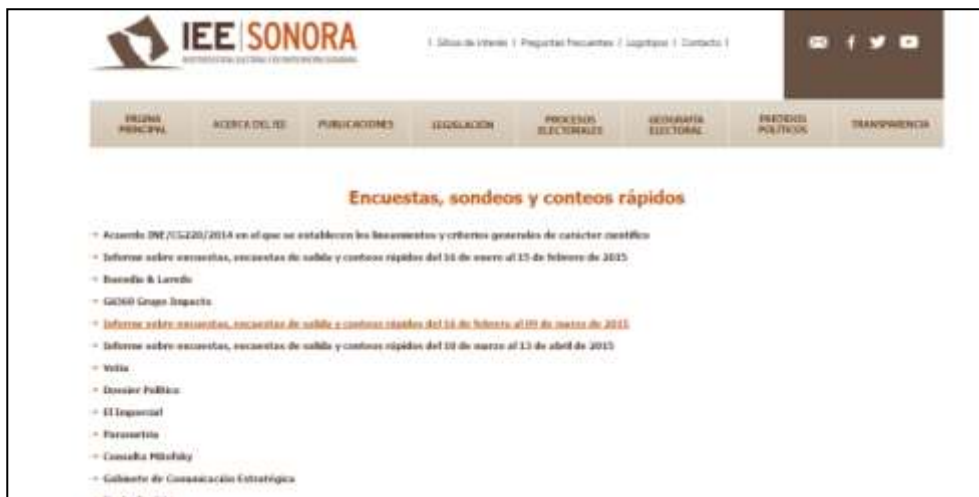 IEE SONORA
| Sitios de interés | Preguntas frecuentes | Logotipos | Contacto |
PÁGINA PRINCIPAL
ACERCA DEL IEE
PUBLICACIONES
LEGISLACIÓN
PROCESOS ELECTORALES
GEOGRAFÍA ELECTORAL
PARTIDOS POLÍTICOS
TRANSPARENCIA
Encuestas, sondeos y conteos rápidos
Acuerdo INE/CG220/2014 en el que se establecen los lineamientos y criterios generales de carácter científico
Informe sobre encuestas, encuestas de salida y conteos rápidos del 16 de enero al 15 de febrero de 2015
Buendía & Laredo
Grupo Impacto
Informe sobre encuestas, encuestas de salida y conteos rápidos del 16 de febrero al 09 de marzo de 2015
Informe sobre encuestas, encuestas de salida y conteos rápidos del 10 de marzo al 13 de abril de 2015
Dossier Político
El Imparcial
Parametría
Consulta Mitofsky
Gabinete de Comunicación Estratégica